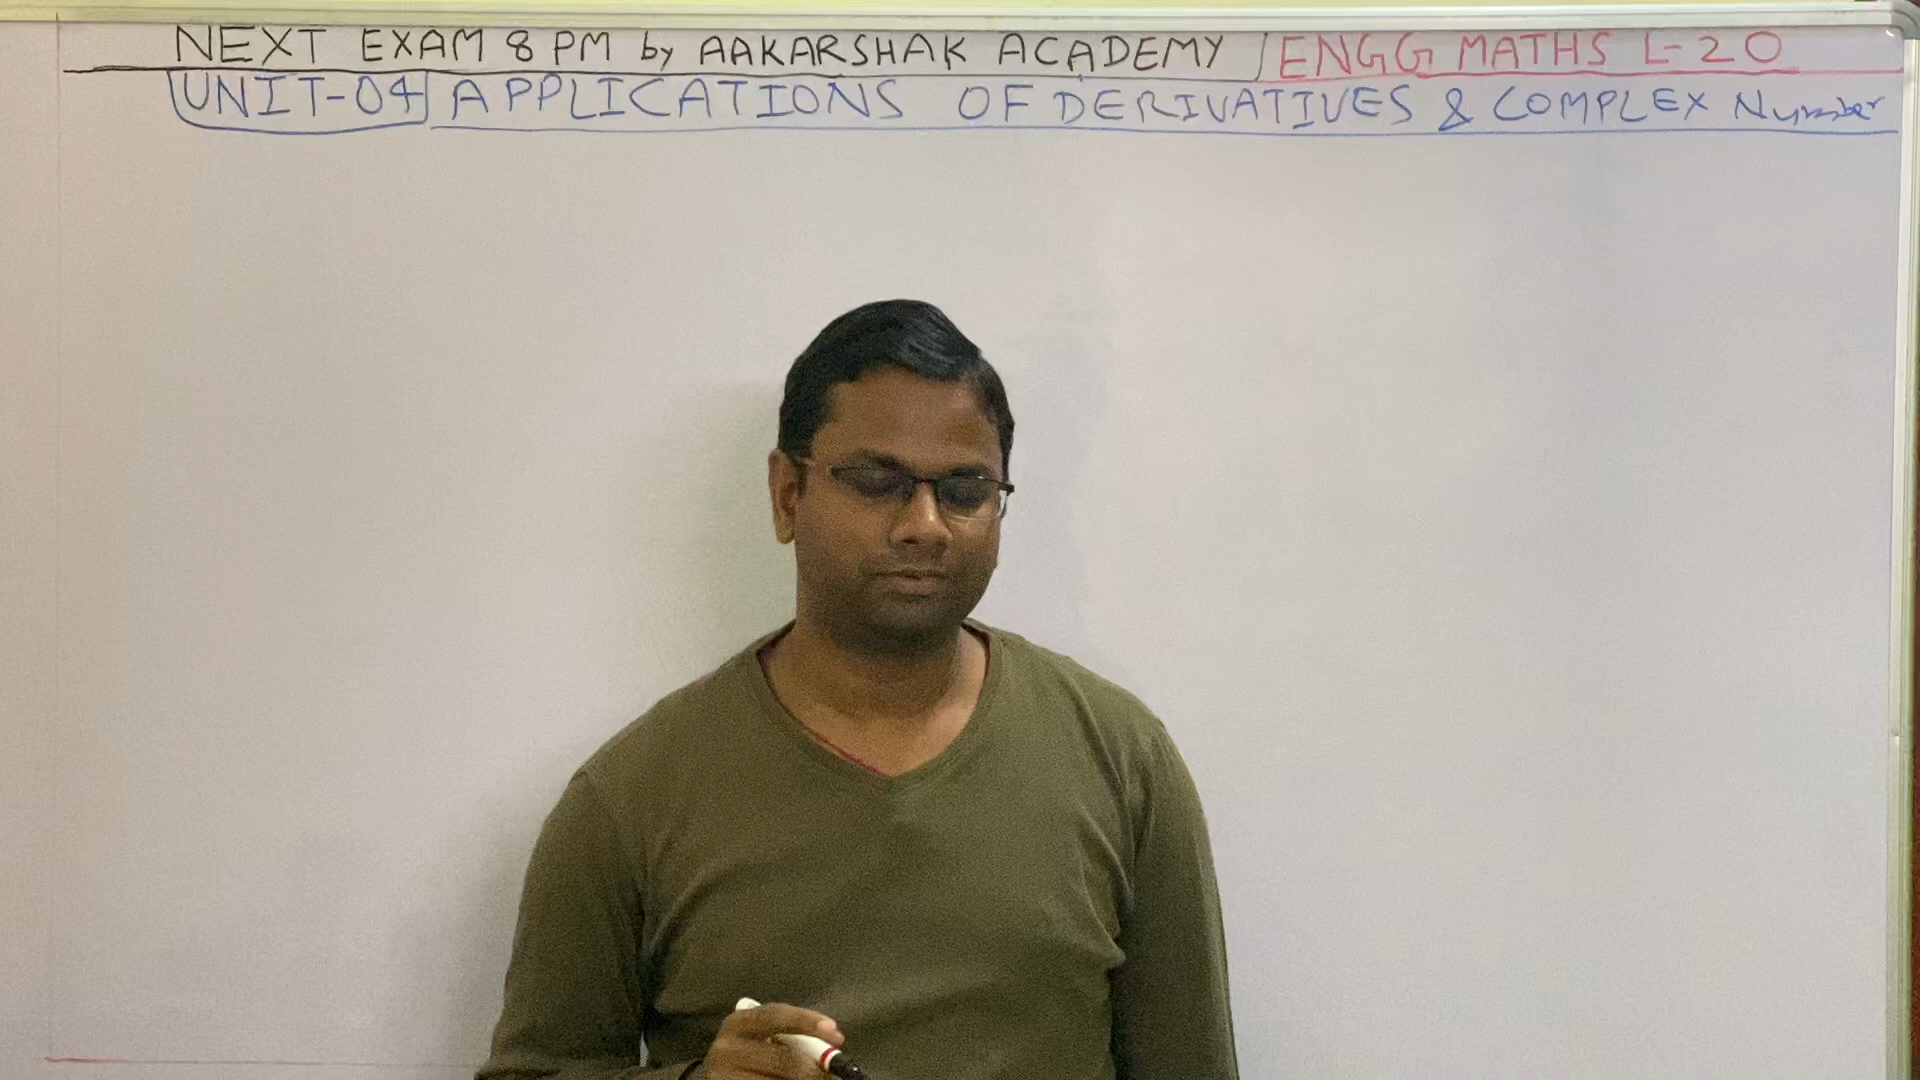 NEXT EXAM 8 PM by AAKARSHAK ACADEMY ENGG MATHS L-20
UNIT-04 APPLICATIONS OF DERIVATIVES & COMPLEX Number